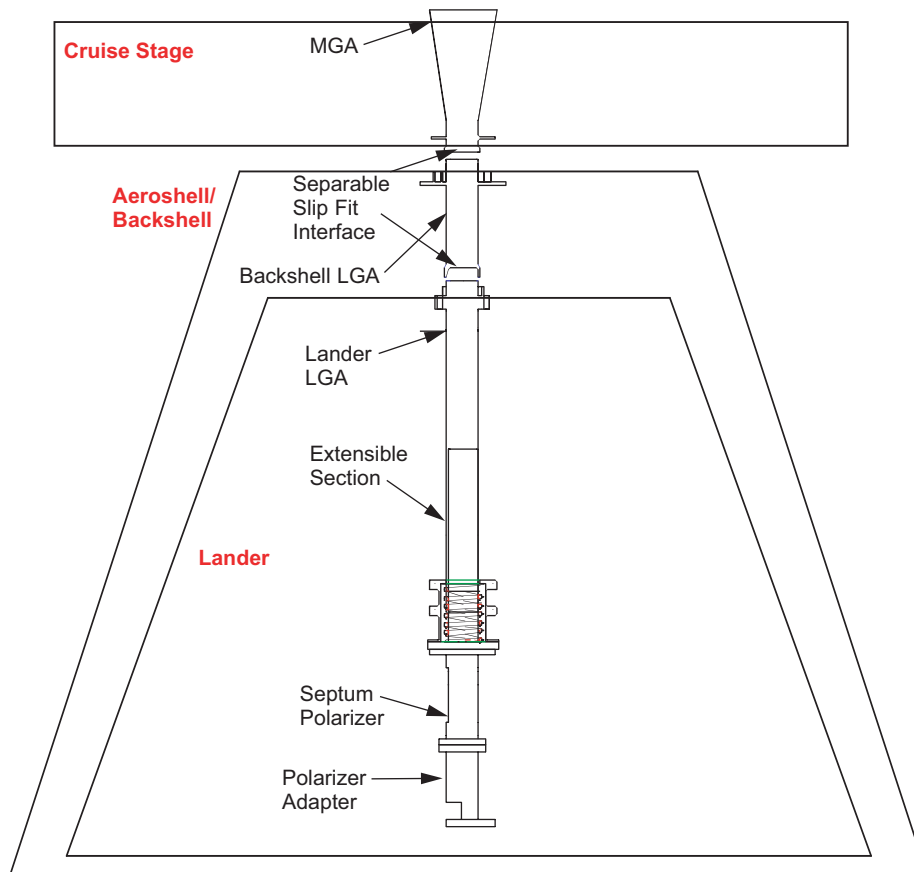 MGA
Cruise Stage
Separable
Slip Fit
Interface
Aeroshell/
Backshell
Backshell LGA
Lander
LGA
Extensible
Section
Lander
Septum
Polarizer
Polarizer
Adapter